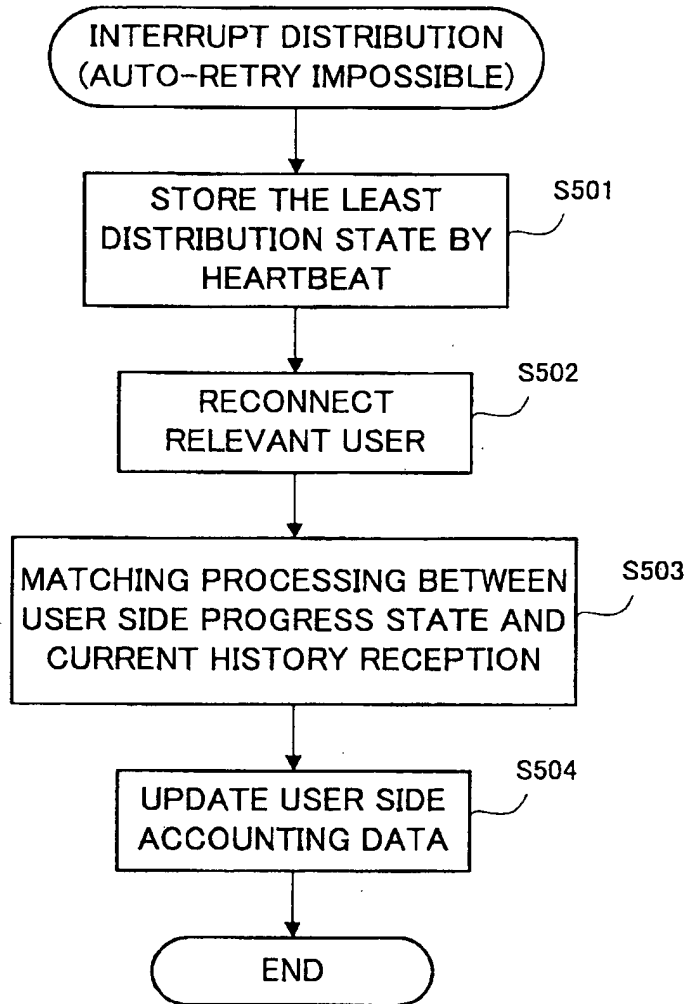 INTERRUPT DISTRIBUTION
(AUTO-RETRY IMPOSSIBLE)
S501
STORE THE LEAST
DISTRIBUTION STATE BY
HEARTBEAT
S502
RECONNECT
RELEVANT USER
S503
MATCHING PROCESSING BETWEEN
USER SIDE PROGRESS STATE AND
CURRENT HISTORY RECEPTION
S504
UPDATE USER SIDE
ACCOUNTING DATA
END